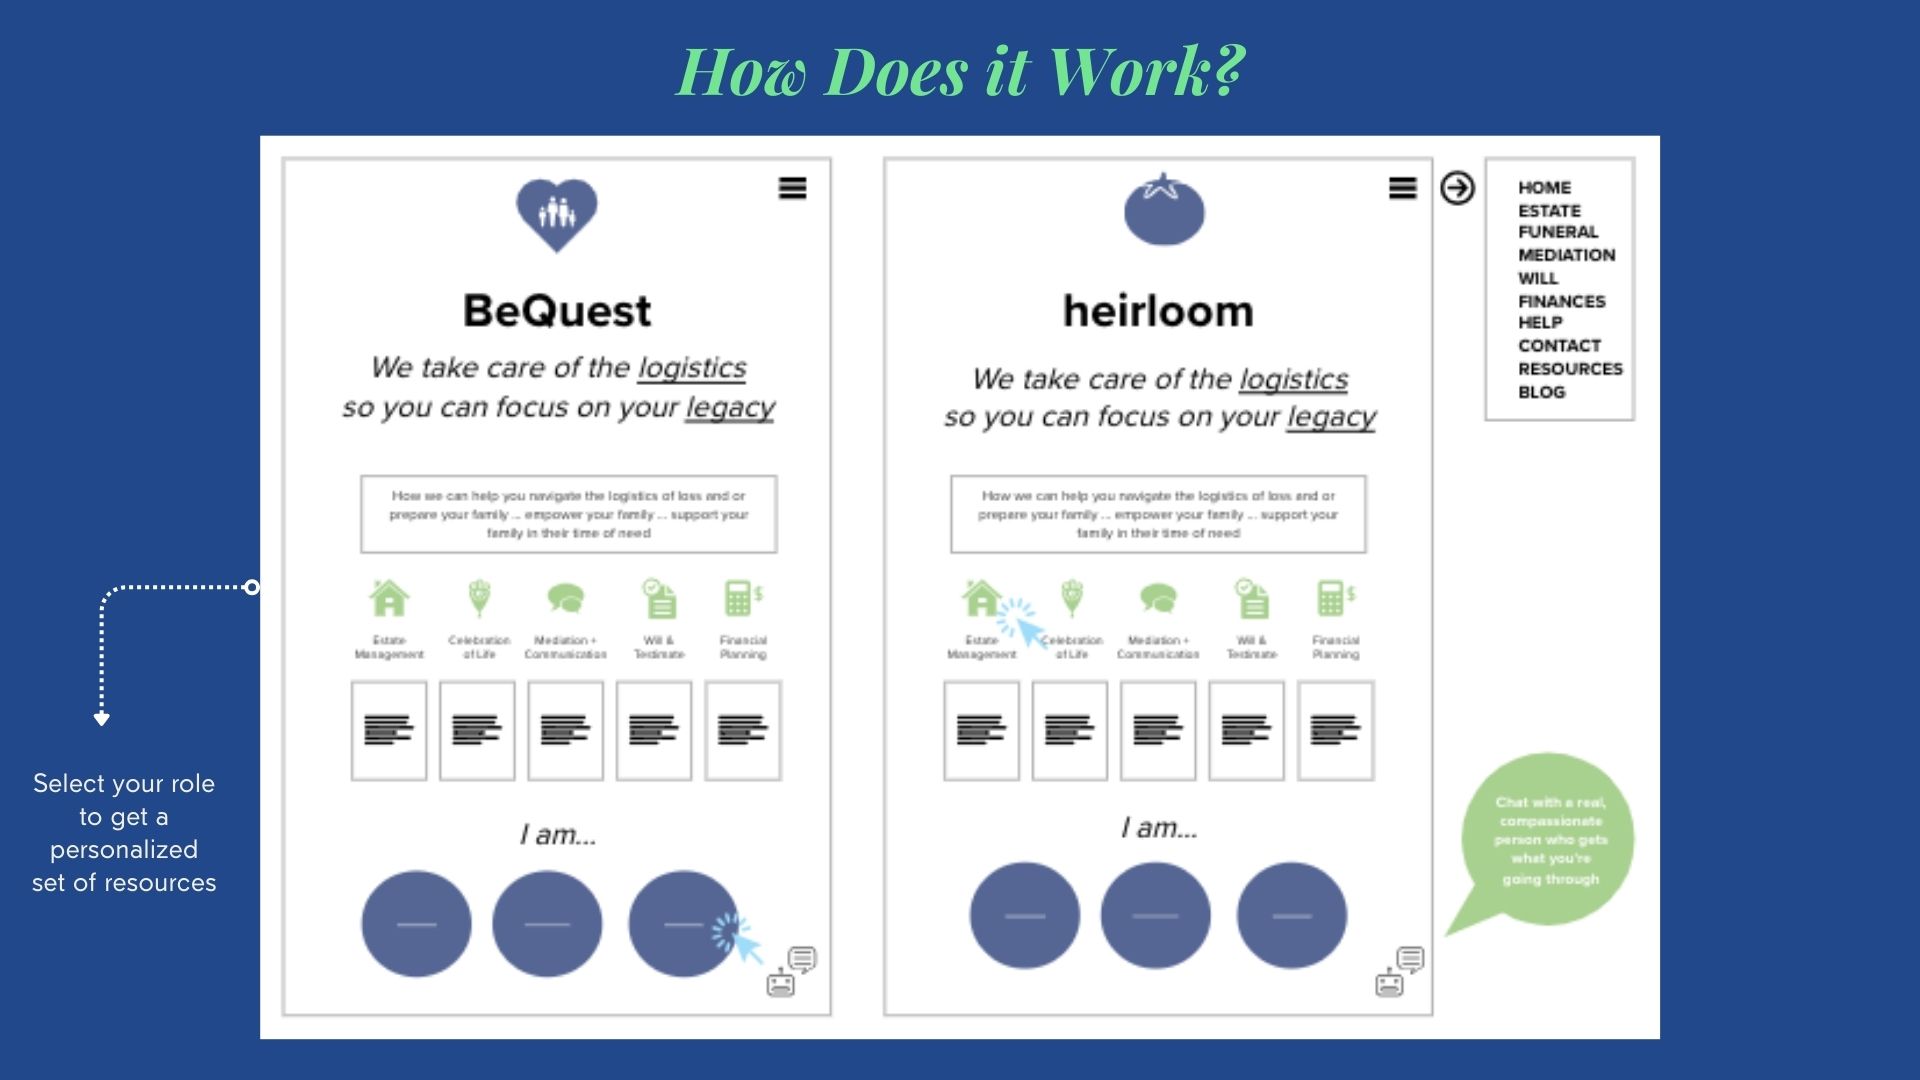 How Does it Work?
BeQuest
We take care of the logistics
so you can focus on your legacy
How we can help you navigate the logistics of loss and or
prepare your family ... empower your family ... support your
family in their time of need
Estate
Management
Celebration
of Life
Mediation +
Communication
Will &
Testimate
Financial
Planning
I am...
heirloom
We take care of the logistics
so you can focus on your legacy
How we can help you navigate the logistics of loss and or
prepare your family ... empower your family ... support your
family in their time of need
Estate
Management
Celebration
of Life
Mediation +
Communication
Will &
Testimate
Financial
Planning
I am...
HOME
ESTATE
FUNERAL
MEDIATION
WILL
FINANCES
HELP
CONTACT
RESOURCES
BLOG
Chat with a real,
compassionate
person who gets
what you're
going through
Select your role
to get a
personalized
set of resources